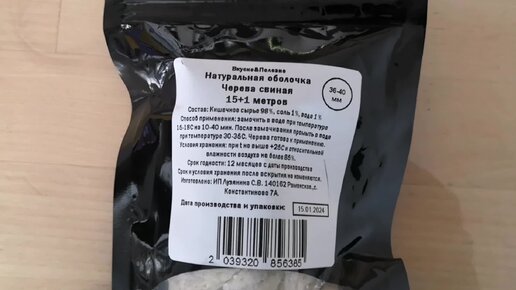 Вкусно&Полезно
Натуральная оболочка
Черева свиная
15+1 метров
36-40
мм
Состав: Кишечное сырье 98%, соль 1%, вода 1%
Способ применения: замочить в воде при температуре
15-18С на 10-40 мин. После замачивания промыть в воде
при температуре 30-35С. Черева готова к применению.
Условия хранения: при t не выше +25С и относительной
влажности воздуха не более 85%.
Срок годности: 12 месяцев с даты производства
Срок и условия хранения после вскрытия не изменяются.
Изготовлено: ИП Лузянина С.В. 140162 Раменское, д.
Константиново 7А.
Дата производства и упаковки: 15.01.2024
2 039320 856385